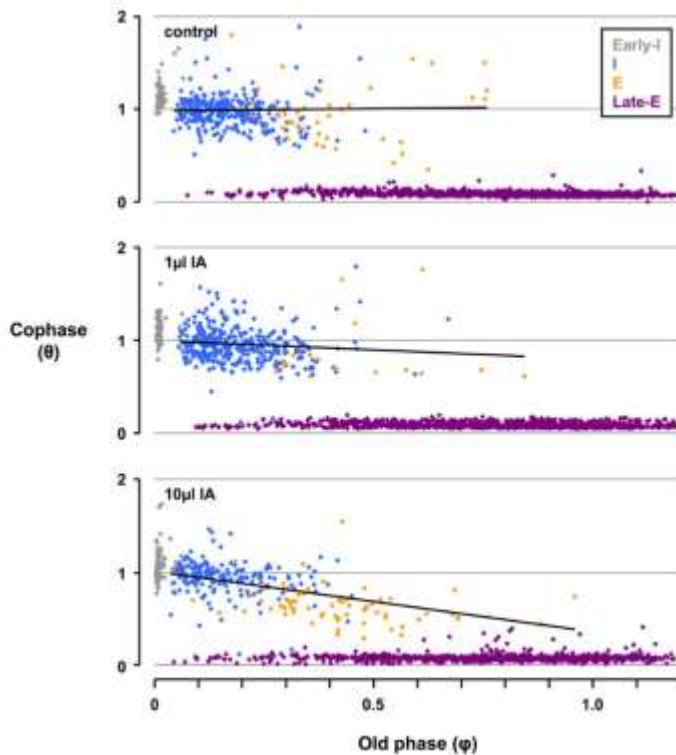 2
control
Early-I
I
E
Late-E
1
0
2
1µl IA
Cophase
(θ)
1
0
2
10µl IA
1
0
0
0.5
1.0
Old phase (φ)